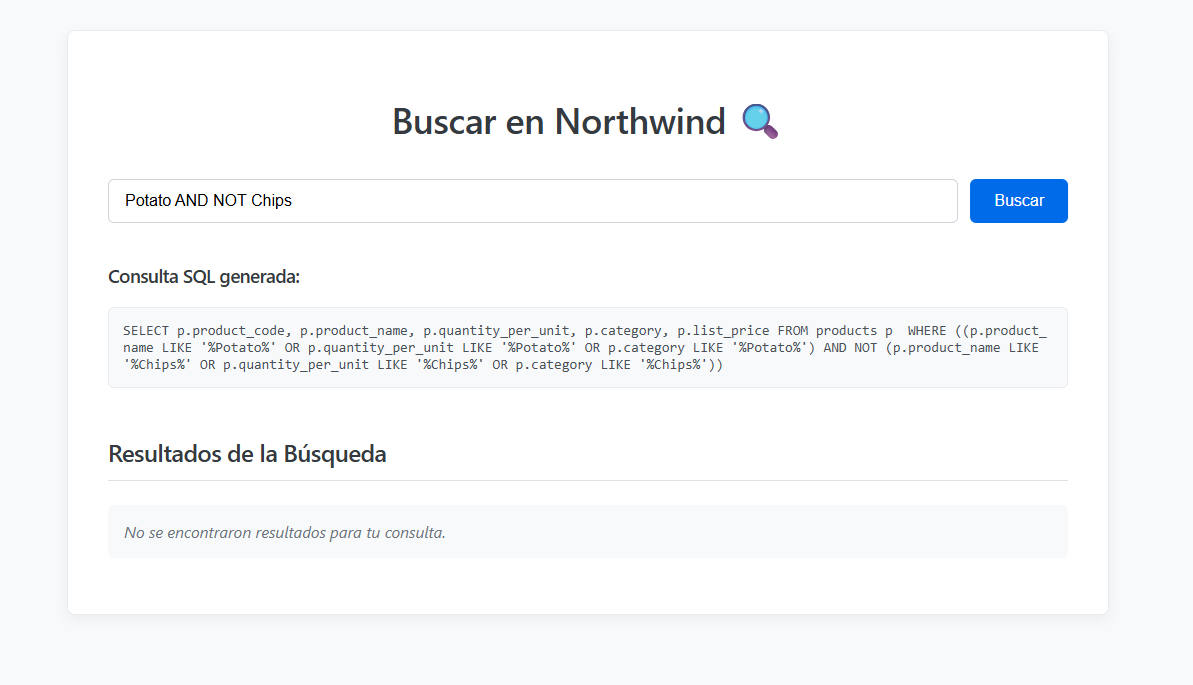 Buscar en Northwind
Potato AND NOT Chips
Buscar
Consulta SQL generada:
SELECT p.product_code, p.product_name, p.quantity_per_unit, p.category, p.list_price FROM products p  WHERE ((p.product_
name LIKE '%Potato%' OR p.quantity_per_unit LIKE '%Potato%' OR p.category LIKE '%Potato%') AND NOT (p.product_name LIKE
'%Chips%' OR p.quantity_per_unit LIKE '%Chips%' OR p.category LIKE '%Chips%'))
Resultados de la Búsqueda
No se encontraron resultados para tu consulta.